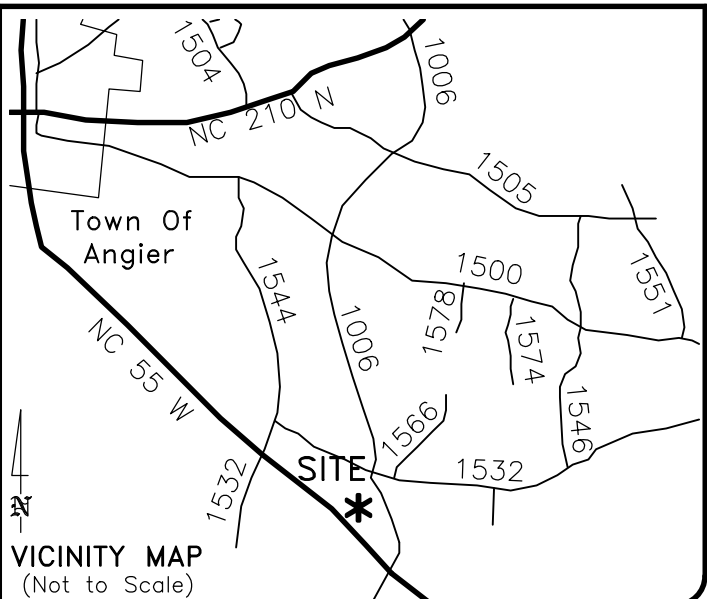 1504
1006
NC 210 N
1505
Town Of
Angier
1500
1551
1544
1578
1006
1574
NC 55 W
1566
1546
SITE
1532
1532
*
N
VICINITY MAP
(Not to Scale)